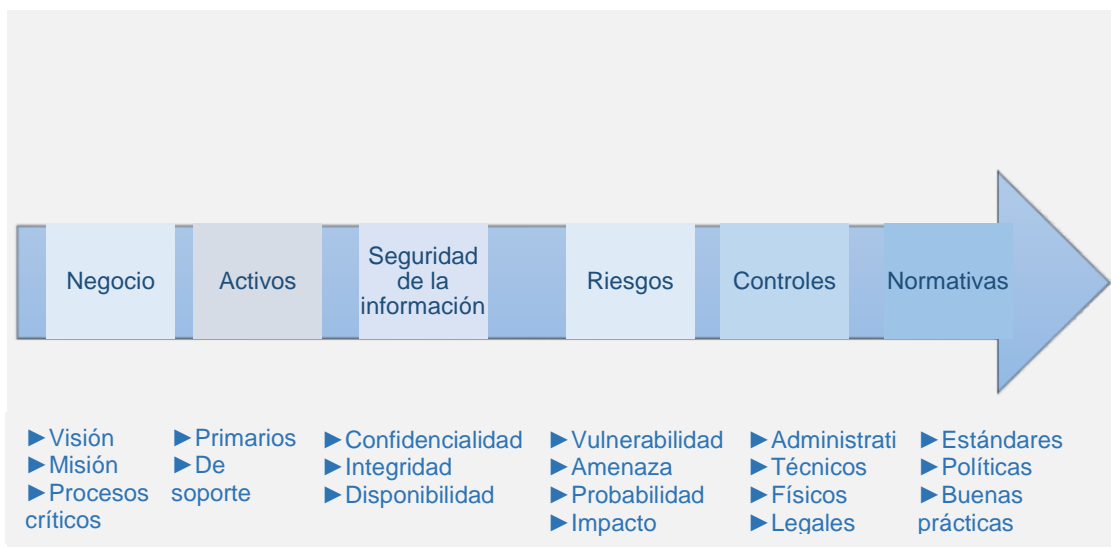 Negocio
Activos
Seguridad
de la
información
Riesgos
Controles
Normativas
►Visión
►Misión
►Procesos
críticos
►Primarios
►De
soporte
►Confidencialidad
►Integridad
►Disponibilidad
►Vulnerabilidad
►Amenaza
►Probabilidad
►Impacto
►Administrati
►Técnicos
►Físicos
►Legales
►Estándares
►Políticas
►Buenas
prácticas